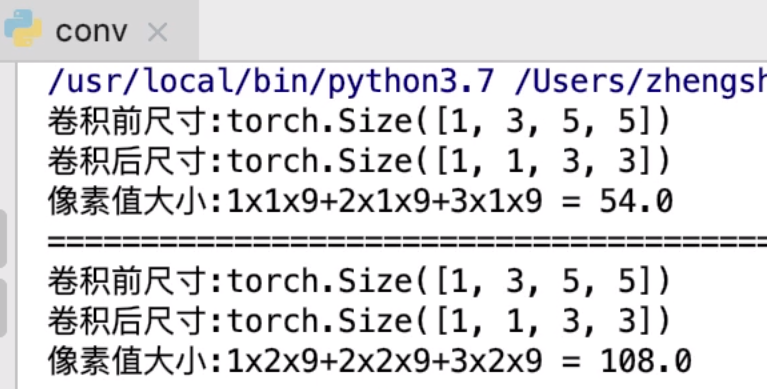 conv
/usr/local/bin/python3.7 /Users/zhengsh
卷积前尺寸:torch.Size([1, 3, 5, 5])
卷积后尺寸:torch.Size([1, 1, 3, 3])
像素值大小:1x1x9+2x1x9+3x1x9 = 54.0
=======================================
卷积前尺寸:torch.Size([1, 3, 5, 5])
卷积后尺寸:torch.Size([1, 1, 3, 3])
像素值大小:1x2x9+2x2x9+3x2x9 = 108.0